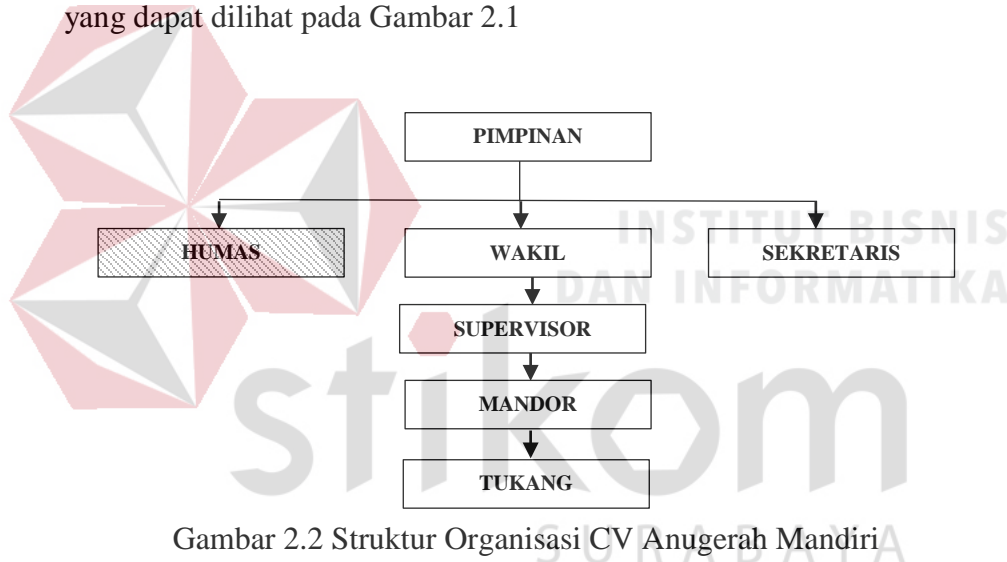 yang dapat dilihat pada Gambar 2.1
PIMPINAN
INSTITUT BISNIS
HUMAS WAKIL SEKRETARIS
DAN INFORMATIKA
SUPERVISOR
stikom
MANDOR
TUKANG
Gambar 2.2 Struktur Organisasi CV Anugerah Mandiri
SURABAYA